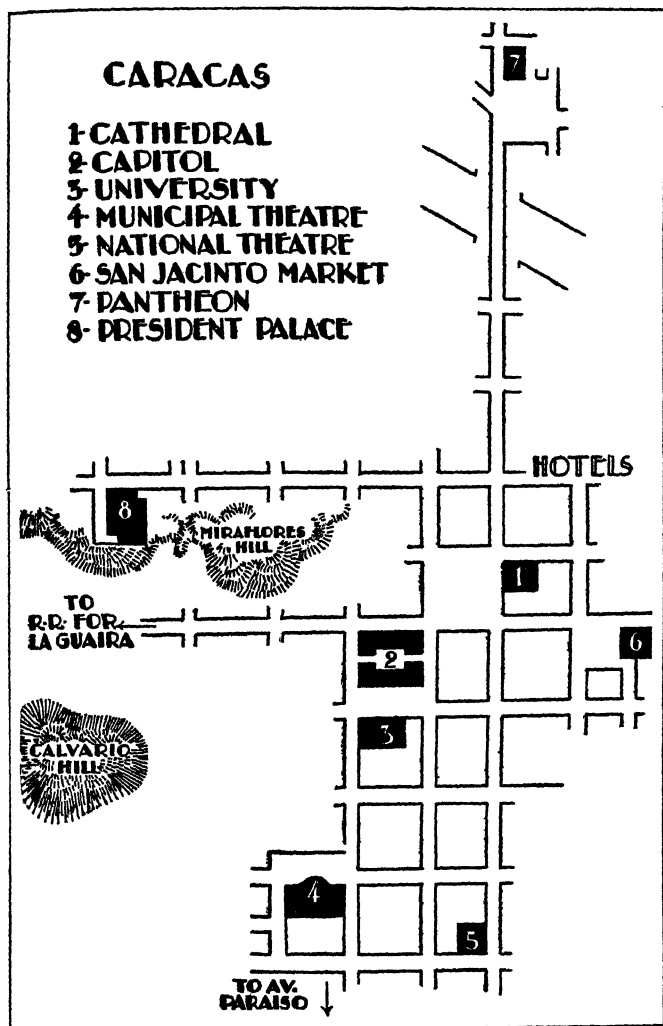 CARACAS
1- CATHEDRAL
2- CAPITOL
3- UNIVERSITY
4- MUNICIPAL THEATRE
5- NATIONAL THEATRE
6- SAN JACINTO MARKET
7- PANTHEON
8- PRESIDENT PALACE
7
HOTELS
8
MIRAFLORES
HILL
1
TO
R.R. FOR
LA GUAIRA
6
2
3
CALVARIO
HILL
4
5
TO AV.
PARAISO